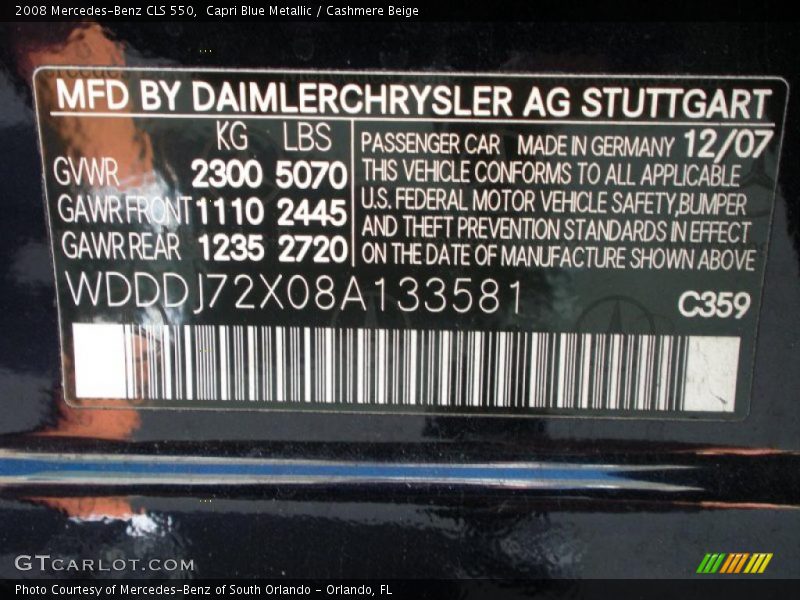 2008 Mercedes-Benz CLS 550,  Capri Blue Metallic / Cashmere Beige
MFD BY DAIMLERCHRYSLER AG STUTTGART
KG LBS
GVWR 2300 5070
GAWR FRONT 1110 2445
GAWR REAR 1235 2720
PASSENGER CAR MADE IN GERMANY 12/07
THIS VEHICLE CONFORMS TO ALL APPLICABLE
U.S. FEDERAL MOTOR VEHICLE SAFETY,BUMPER
AND THEFT PREVENTION STANDARDS IN EFFECT
ON THE DATE OF MANUFACTURE SHOWN ABOVE
WDDDJ72X08A133581 C359
GTCARLOT.COM
Photo Courtesy of Mercedes-Benz of South Orlando - Orlando, FL